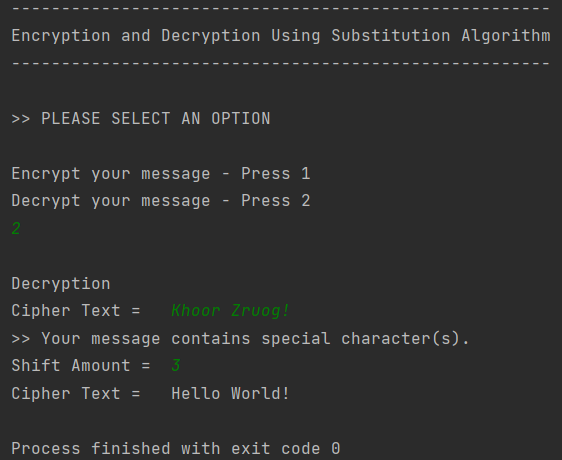 ------------------------------------------------------
Encryption and Decryption Using Substitution Algorithm
------------------------------------------------------
>> PLEASE SELECT AN OPTION
Encrypt your message - Press 1
Decrypt your message - Press 2
2
Decryption
Cipher Text =   Khoor Zruog!
>> Your message contains special character(s).
Shift Amount =  3
Cipher Text =   Hello World!
Process finished with exit code 0